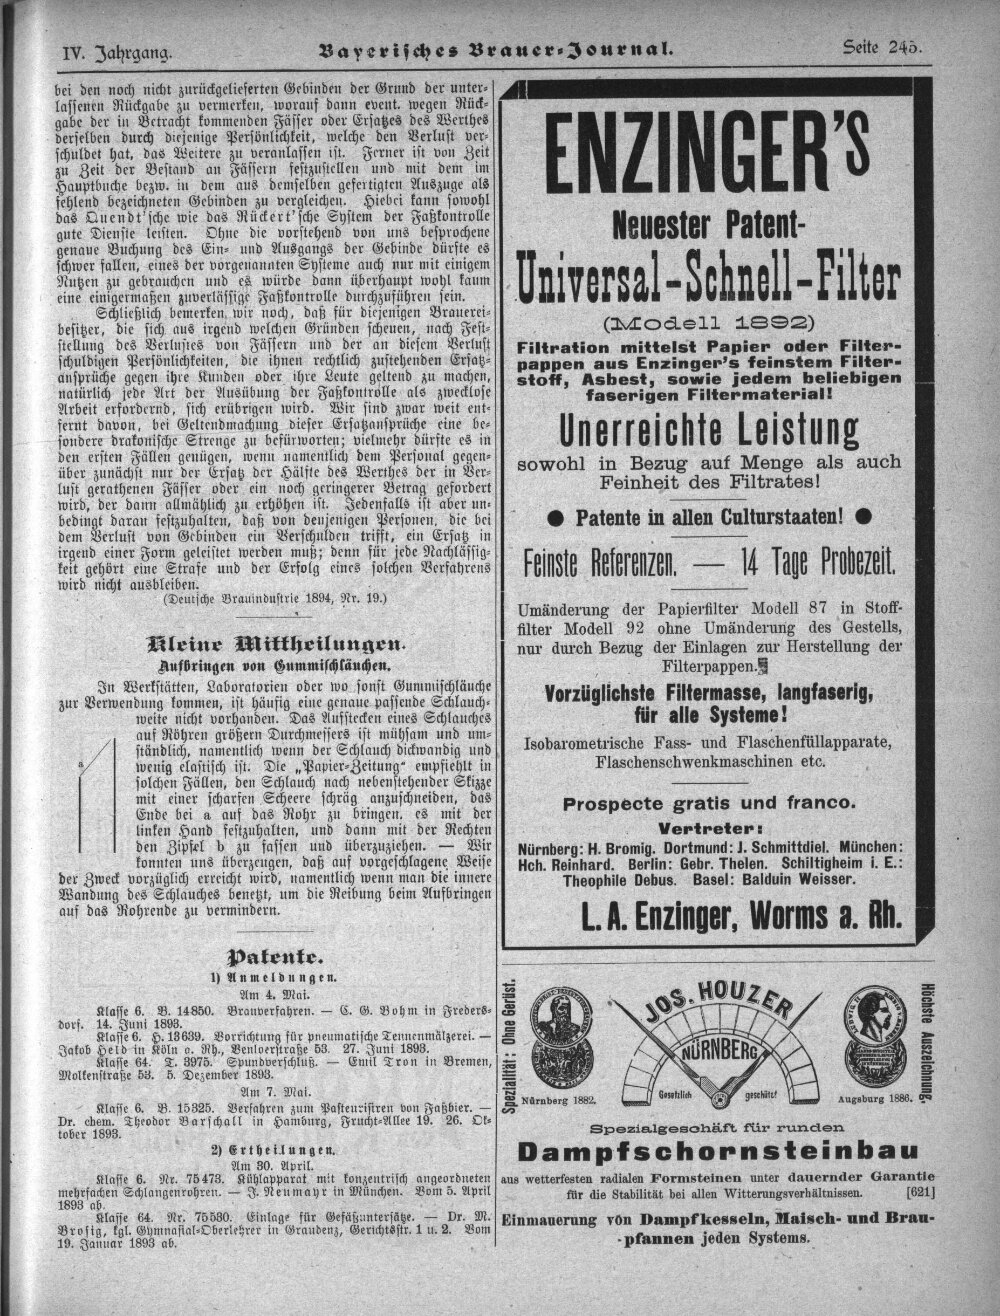 IV. Jahrgang.
Bayerisches Brauer-Journal.
Seite 245.
bei den noch nicht zurückgelieferten Gebinden der Grund der unter-
lassenen Rückgabe zu vermerken, worauf dann event. wegen Rück-
gabe der in Betracht kommenden Fässer oder Ersatzes des Werthes
derselben durch diejenige Persönlichkeit, welche den Verlust ver-
schuldet hat, das Weitere zu veranlassen ist. Ferner ist von Zeit
zu Zeit der Bestand an Fässern festzustellen und mit dem im
Hauptbuche bezw. in dem aus demselben gefertigten Auszuge als
fehlend bezeichneten Gebinden zu vergleichen. Hiebei kann sowohl
das Quendt'sche wie das Rückert'sche System der Faßkontrolle
gute Dienste leisten. Ohne die vorstehend von uns besprochene
genaue Buchung des Ein- und Ausgangs der Gebinde dürfte es
schwer fallen, eines der vorgenannten Systeme auch nur mit einigem
Nutzen zu gebrauchen und es würde dann überhaupt wohl kaum
eine einigermaßen zuverlässige Faßkontrolle durchzuführen sein.
Schließlich bemerken wir noch, daß für diejenigen Brauerei-
besitzer, die sich aus irgend welchen Gründen scheuen, nach Fest-
stellung des Verlustes von Fässern und der an diesem Verlust
schuldigen Persönlichkeiten, die ihnen rechtlich zustehenden Ersatz-
ansprüche gegen ihre Kunden oder ihre Leute geltend zu machen,
natürlich jede Art der Ausübung der Faßkontrolle als zwecklose
Arbeit erfordernd, sich erübrigen wird. Wir sind zwar weit ent-
fernt davon, bei Geltendmachung dieser Ersatzansprüche eine be-
sondere drakonische Strenge zu befürworten; vielmehr dürfte es in
den ersten Fällen genügen, wenn namentlich dem Personal gegen-
über zunächst nur der Ersatz der Hälfte des Werthes der in Ver-
lust gerathenen Fässer oder ein noch geringerer Betrag gefordert
wird, der dann allmählich zu erhöhen ist. Jedenfalls ist aber un-
bedingt daran festzuhalten, daß von denjenigen Personen, die bei
dem Verlust von Gebinden ein Verschulden trifft, ein Ersatz in
irgend einer Form geleistet werden muß; denn für jede Nachlässig-
keit gehört eine Strafe und der Erfolg eines solchen Verfahrens
wird nicht ausbleiben.
(Deutsche Brauindustrie 1894, Nr. 19.)
Kleine Mittheilungen.
Aufbringen von Gummischläuchen.
In Werkstätten, Laboratorien oder wo sonst Gummischläuche
zur Verwendung kommen, ist häufig eine genaue passende Schlauch-
weite nicht vorhanden. Das Aufstecken eines Schlauches
auf Röhren größern Durchmessers ist mühsam und um-
ständlich, namentlich wenn der Schlauch dickwandig und
wenig elastisch ist. Die „Papier-Zeitung“ empfiehlt in
solchen Fällen, den Schlauch nach nebenstehender Skizze
mit einer scharfen Scheere schräg anzuschneiden, das
Ende bei a auf das Rohr zu bringen, es mit der
linken Hand festzuhalten, und dann mit der Rechten
den Zipfel b zu fassen und überzuziehen. — Wir
konnten uns überzeugen, daß auf vorgeschlagene Weise
der Zweck vorzüglich erreicht wird, namentlich wenn man die innere
Wandung des Schlauches benetzt, um die Reibung beim Aufbringen
auf das Rohrende zu vermindern.
a
Patente.
1) Anmeldungen.
Am 4. Mai.
Klasse 6. B. 14850. Brauverfahren. — C. G. Bohm in Freders-
dorf. 14. Juni 1893.
Klasse 6. H. 13639. Vorrichtung für pneumatische Tennenmälzerei. —
Jakob Held in Köln a. Rh., Venloerstraße 53. 27. Juni 1893.
Klasse 64. T. 3975. Spundverschluß. — Emil Tron in Bremen,
Molkenstraße 53. 5. Dezember 1893.
Am 7. Mai.
Klasse 6. B. 15325. Verfahren zum Pasteurisiren von Faßbier. —
Dr. chem. Theodor Barschall in Hamburg, Frucht-Allee 19. 26. Ok-
tober 1893.
2) Ertheilungen.
Am 30. April.
Klasse 6. Nr. 75473. Kühlapparat mit konzentrisch angeordneten
mehrfachen Schlangenrohren. — J. Neumayr in München. Vom 5. April
1893 ab.
Klasse 64. Nr. 75530. Einlage für Gefäßuntersätze. — Dr. M.
Brosig, kgl. Gymnasial-Oberlehrer in Graudenz, Gerichtsstr. 1 u. 2. Vom
19. Januar 1893 ab.
ENZINGER'S
Neuester Patent-
Universal-Schnell-Filter
(Modell 1892)
Filtration mittelst Papier oder Filter-
pappen aus Enzinger's feinstem Filter-
stoff, Asbest, sowie jedem beliebigen
faserigen Filtermaterial!
Unerreichte Leistung
sowohl in Bezug auf Menge als auch
Feinheit des Filtrates!
● Patente in allen Culturstaaten! ●
Feinste Referenzen. — 14 Tage Probezeit.
Umänderung der Papierfilter Modell 87 in Stoff-
filter Modell 92 ohne Umänderung des Gestells,
nur durch Bezug der Einlagen zur Herstellung der
Filterpappen.
Vorzüglichste Filtermasse, langfaserig,
für alle Systeme!
Isobarometrische Fass- und Flaschenfüllapparate,
Flaschenschwenkmaschinen etc.
Prospecte gratis und franco.
Vertreter:
Nürnberg: H. Bromig. Dortmund: J. Schmittdiel. München:
Hch. Reinhard. Berlin: Gebr. Thelen. Schiltigheim i. E.:
Theophile Debus. Basel: Balduin Weisser.
L. A. Enzinger, Worms a. Rh.
Spezialität: Ohne Gerüst.
Nürnberg 1882.
JOS. HOUZER
NÜRNBERG
Gesetzlich geschützt
Augsburg 1886.
Höchste Auszeichnung.
Spezialgeschäft für runden
Dampfschornsteinbau
aus wetterfesten radialen Formsteinen unter dauernder Garantie
für die Stabilität bei allen Witterungsverhältnissen. [621]
Einmauerung von Dampfkesseln, Maisch- und Brau-
pfannen jeden Systems.